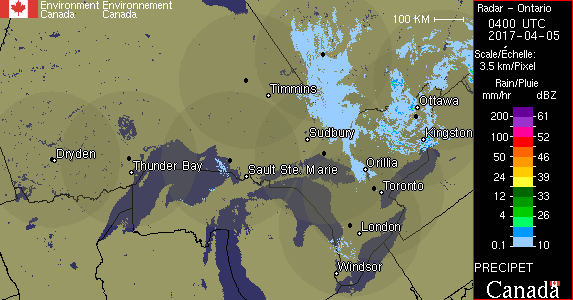 Environment Environnement
Canada Canada
100 KM
Timmins
Ottawa
Sudbury
Kingston
Dryden
Thunder Bay
Sault Ste. Marie
Orillia
Toronto
London
Windsor
Radar - Ontario
0400 UTC
2017-04-05
Scale/Échelle:
3.5 km/Pixel
Rain/Pluie
mm/hr dBZ
200 61
100 52
50 46
24 39
12 33
4 26
0.1 10
PRECIPET
Canada